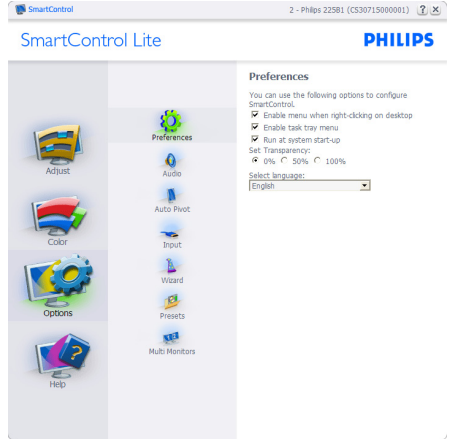 SmartControl
2 - Philips 225B1 (CS30715000001)
SmartControl Lite
PHILIPS
Adjust
Color
Options
Help
Preferences
Audio
Auto Pivot
Input
Wizard
Presets
Multi Monitors
Preferences
You can use the following options to configure
SmartControl.
Enable menu when right-clicking on desktop
Enable task tray menu
Run at system start-up
Set Transparency:
0% 50% 100%
Select language:
English